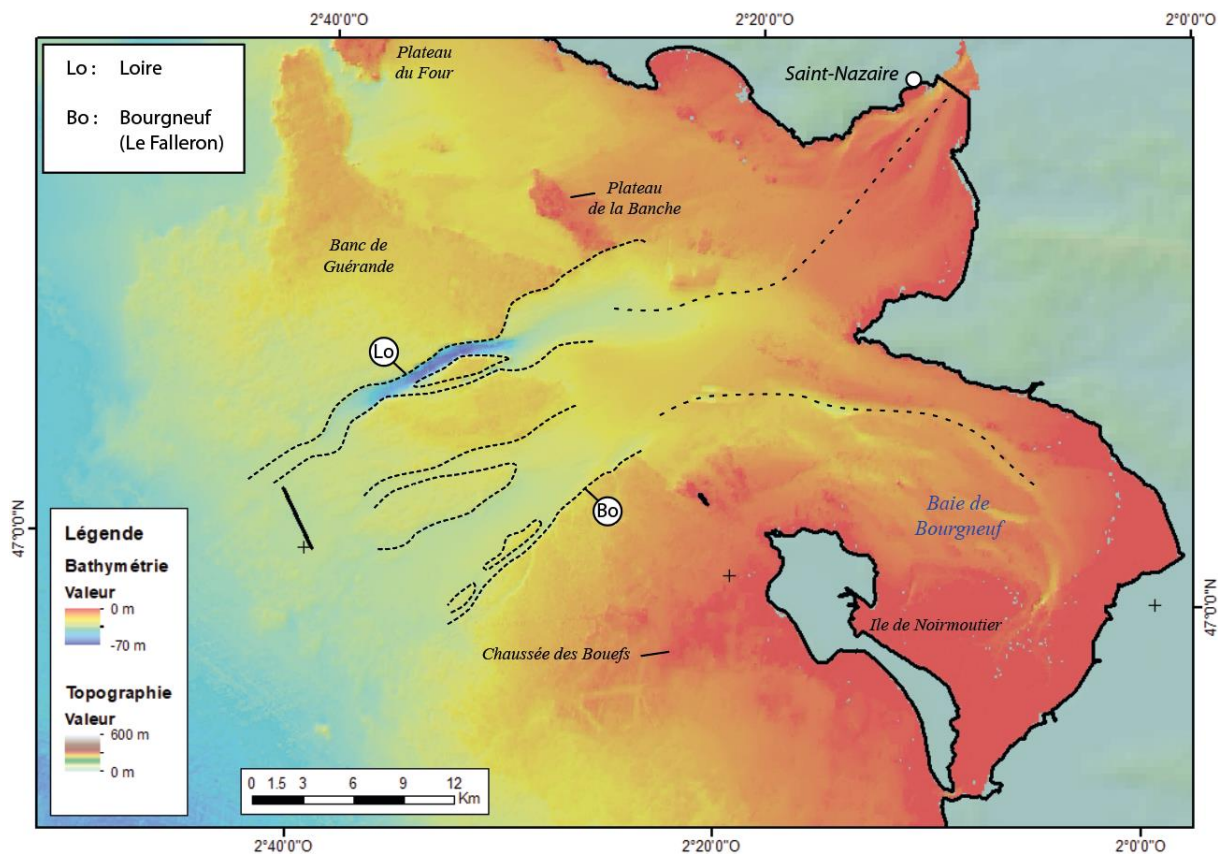 2°40'0"O
2°20'0"O
2°0'0"O
Lo : Loire
Bo : Bourgneuf
(Le Falleron)
Plateau
du Four
Saint-Nazaire
Plateau
de la Banche
Banc de
Guérande
Lo
Bo
Baie de
Bourgneuf
47°0'0"N
47°0'0"N
Ile de Noirmoutier
Chaussée des Bouefs
Légende
Bathymétrie
Valeur
0 m
-70 m
Topographie
Valeur
600 m
0 m
0 1.5 3 6 9 12
Km
2°40'0"O
2°20'0"O
2°0'0"O